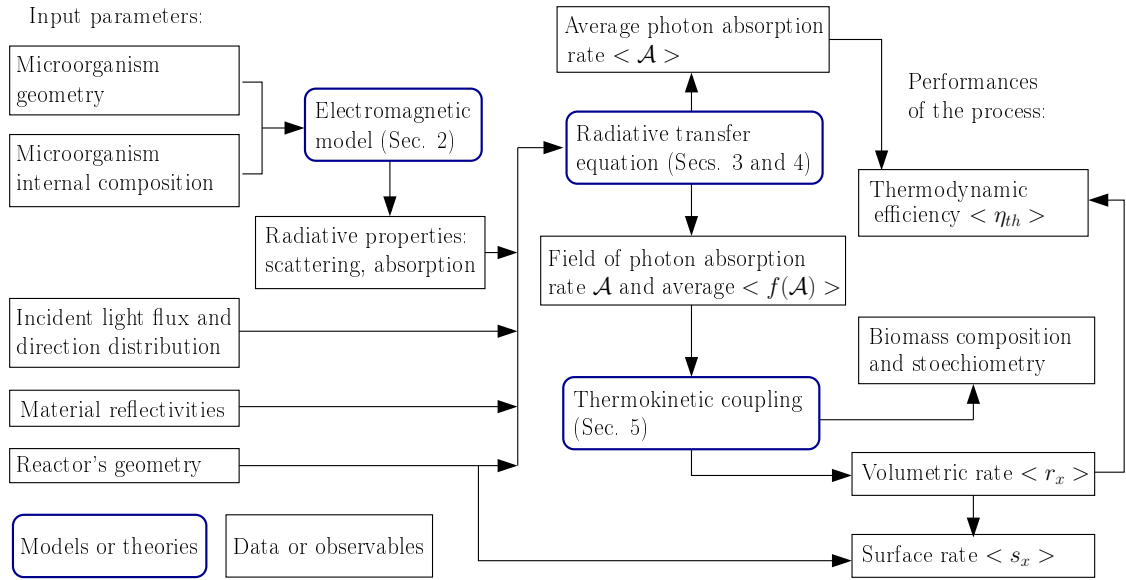 Input parameters:
Microorganism
geometry
Microorganism
internal composition
Electromagnetic
model (Sec. 2)
Radiative properties:
scattering, absorption
Incident light flux and
direction distribution
Material reflectivities
Reactor's geometry
Models or theories
Data or observables
Average photon absorption
rate < 𝒜 >
Radiative transfer
equation (Secs. 3 and 4)
Field of photon absorption
rate 𝒜 and average < f(𝒜) >
Thermokinetic coupling
(Sec. 5)
Performances
of the process:
Thermodynamic
efficiency < η_th >
Biomass composition
and stoechiometry
Volumetric rate < r_x >
Surface rate < s_x >